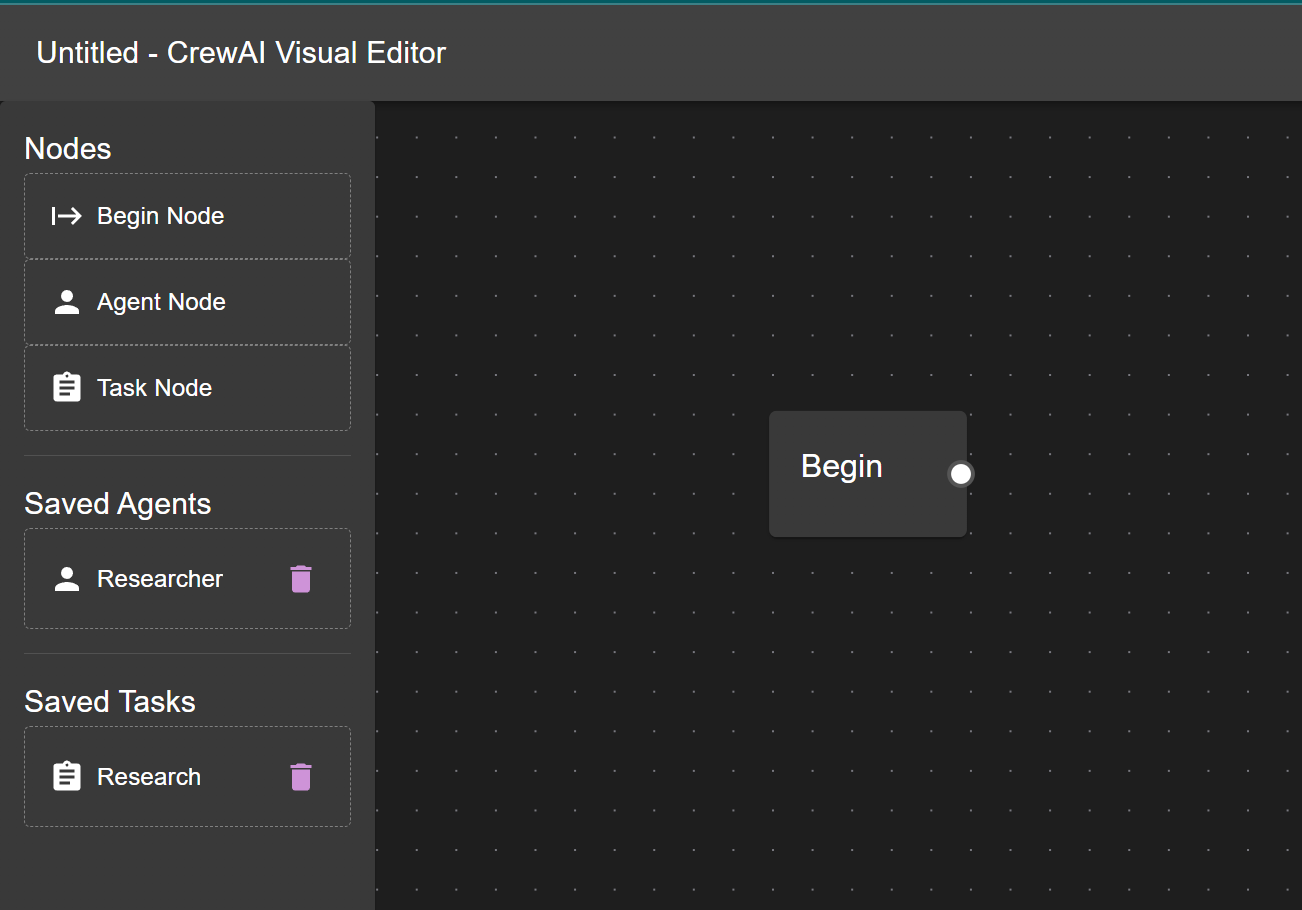 Untitled - CrewAI Visual Editor
Nodes
Begin Node
Agent Node
Task Node
Saved Agents
Researcher
Saved Tasks
Research
Begin